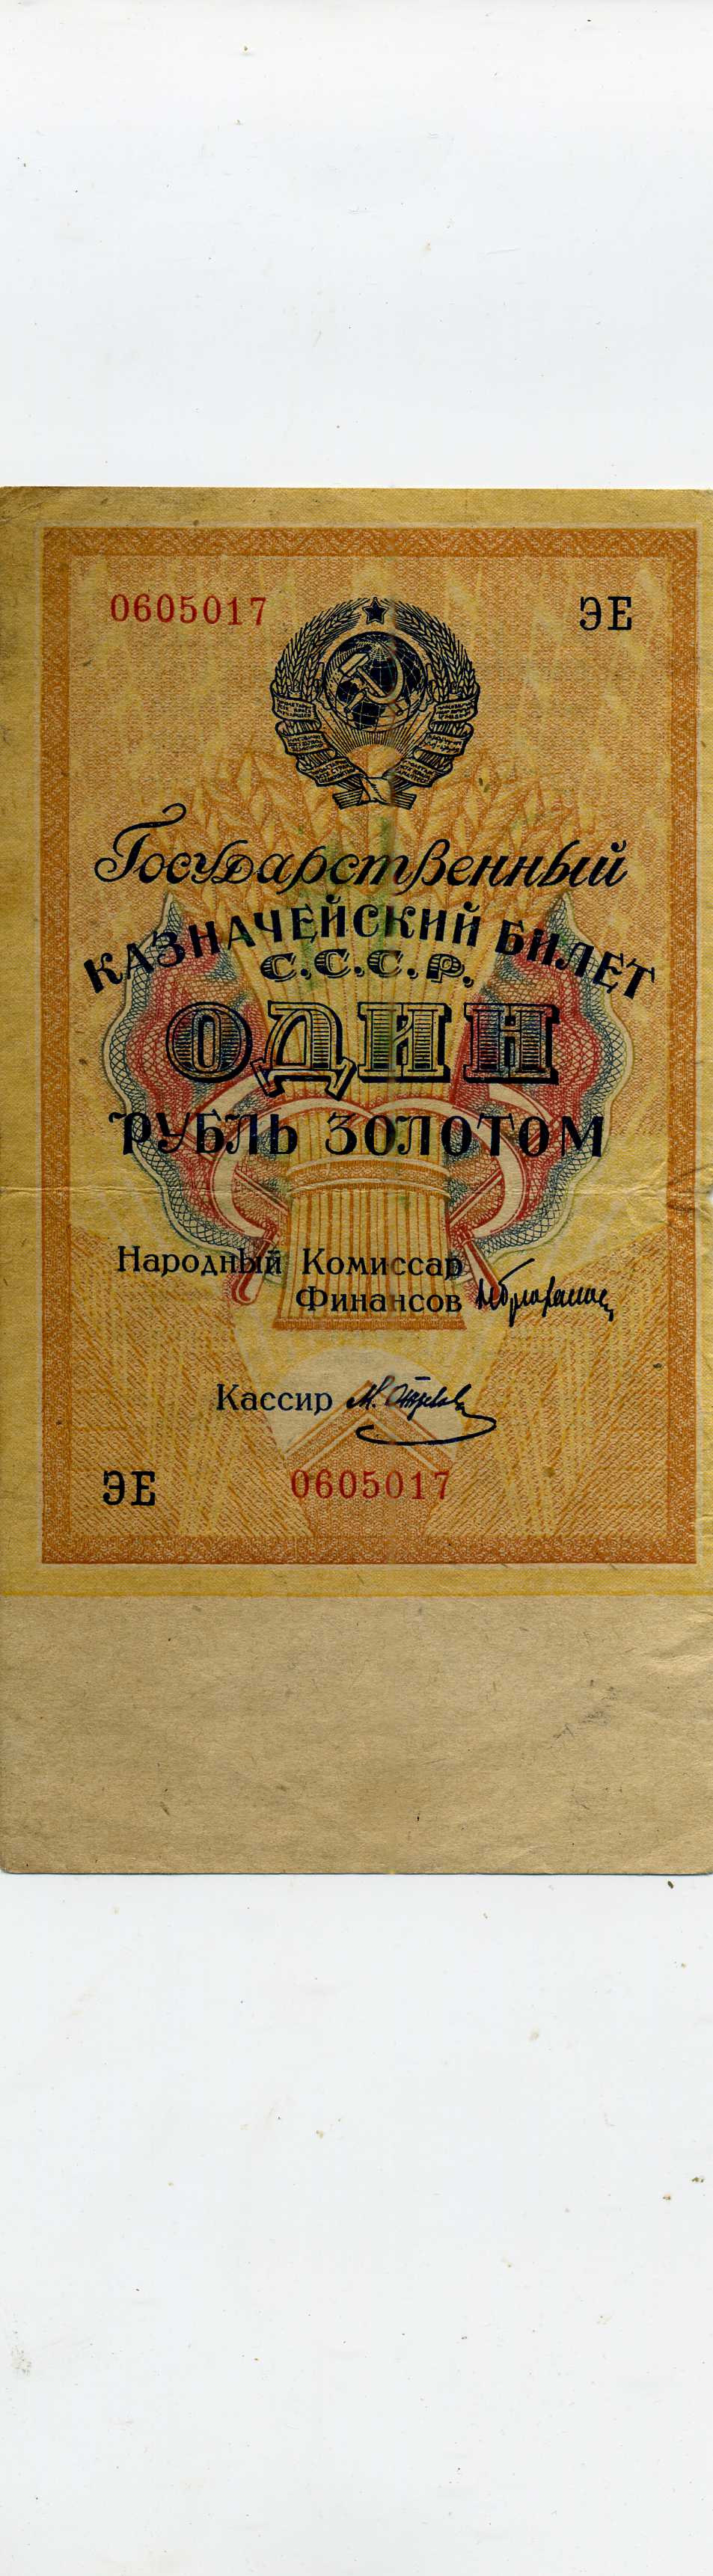 0605017 ЭЕ
Государственный
КАЗНАЧЕЙСКИЙ БИЛЕТ
С.С.С.Р.
ОДИН
РУБЛЬ ЗОЛОТОМ
Народный Комиссар
Финансов
Кассир
ЭЕ 0605017